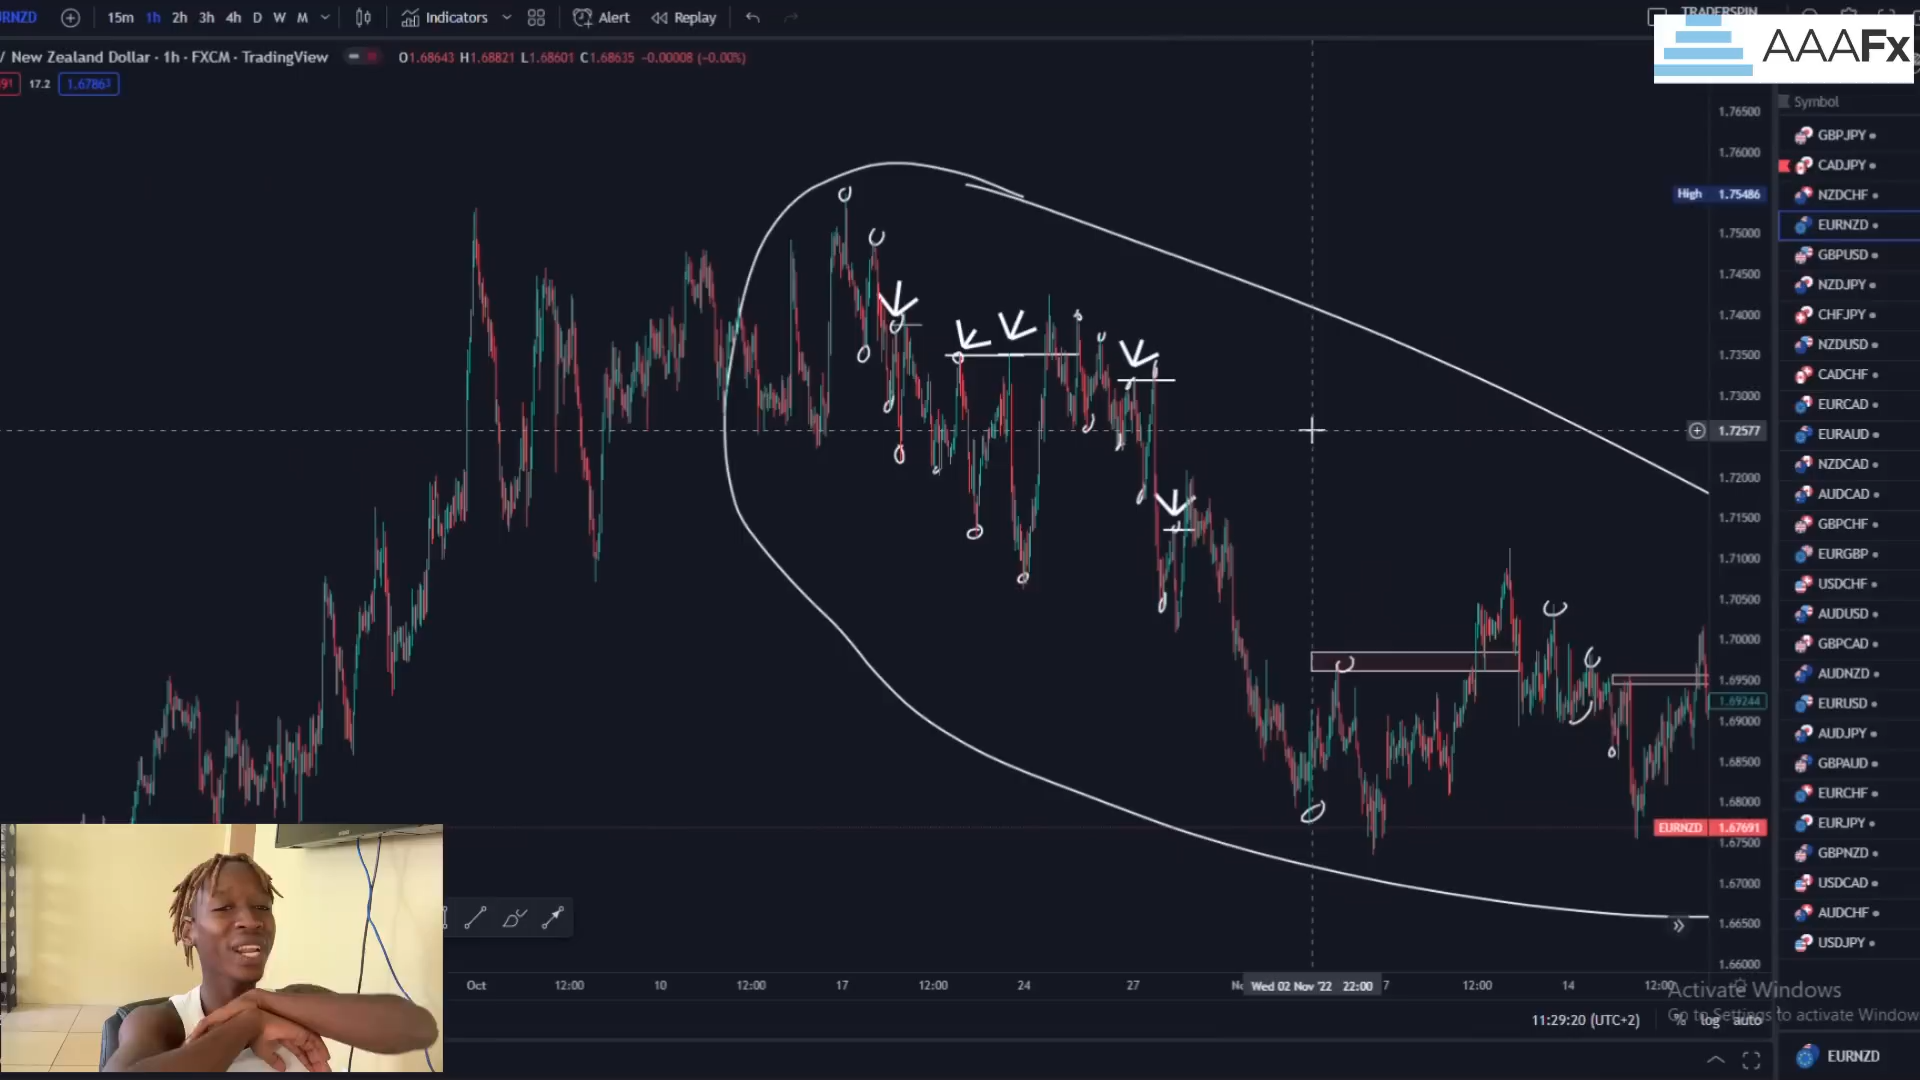 EURNZD 15m 1h 2h 3h 4h D W M Indicators Alert Replay TRADERSPIN
AAAFx
/ New Zealand Dollar · 1h · FXCM · TradingView O1.68643 H1.68821 L1.68601 C1.68635 -0.00008 (-0.00%)
17.2 1.67863
Symbol
1.76500
GBPJPY
1.76000
CADJPY
High 1.75486
NZDCHF
EURNZD
1.75000
GBPUSD
1.74500
NZDJPY
1.74000
CHFJPY
NZDUSD
1.73500
CADCHF
1.73000
EURCAD
1.72577
EURAUD
NZDCAD
1.72000
AUDCAD
1.71500
GBPCHF
1.71000
EURGBP
USDCHF
1.70500
AUDUSD
1.70000
GBPCAD
AUDNZD
1.69500
1.69244
EURUSD
1.69000
AUDJPY
1.68500
GBPAUD
EURCHF
1.68000
EURNZD 1.67691
EURJPY
1.67500
GBPNZD
1.67000
USDCAD
1.66500
AUDCHF
USDJPY
1.66000
Oct 12:00 10 12:00 17 12:00 24 27 Wed 02 Nov '22 22:00 7 12:00 14 12:00
Activate Windows
Go to Settings to activate Window
11:29:20 (UTC+2) % log auto
EURNZD